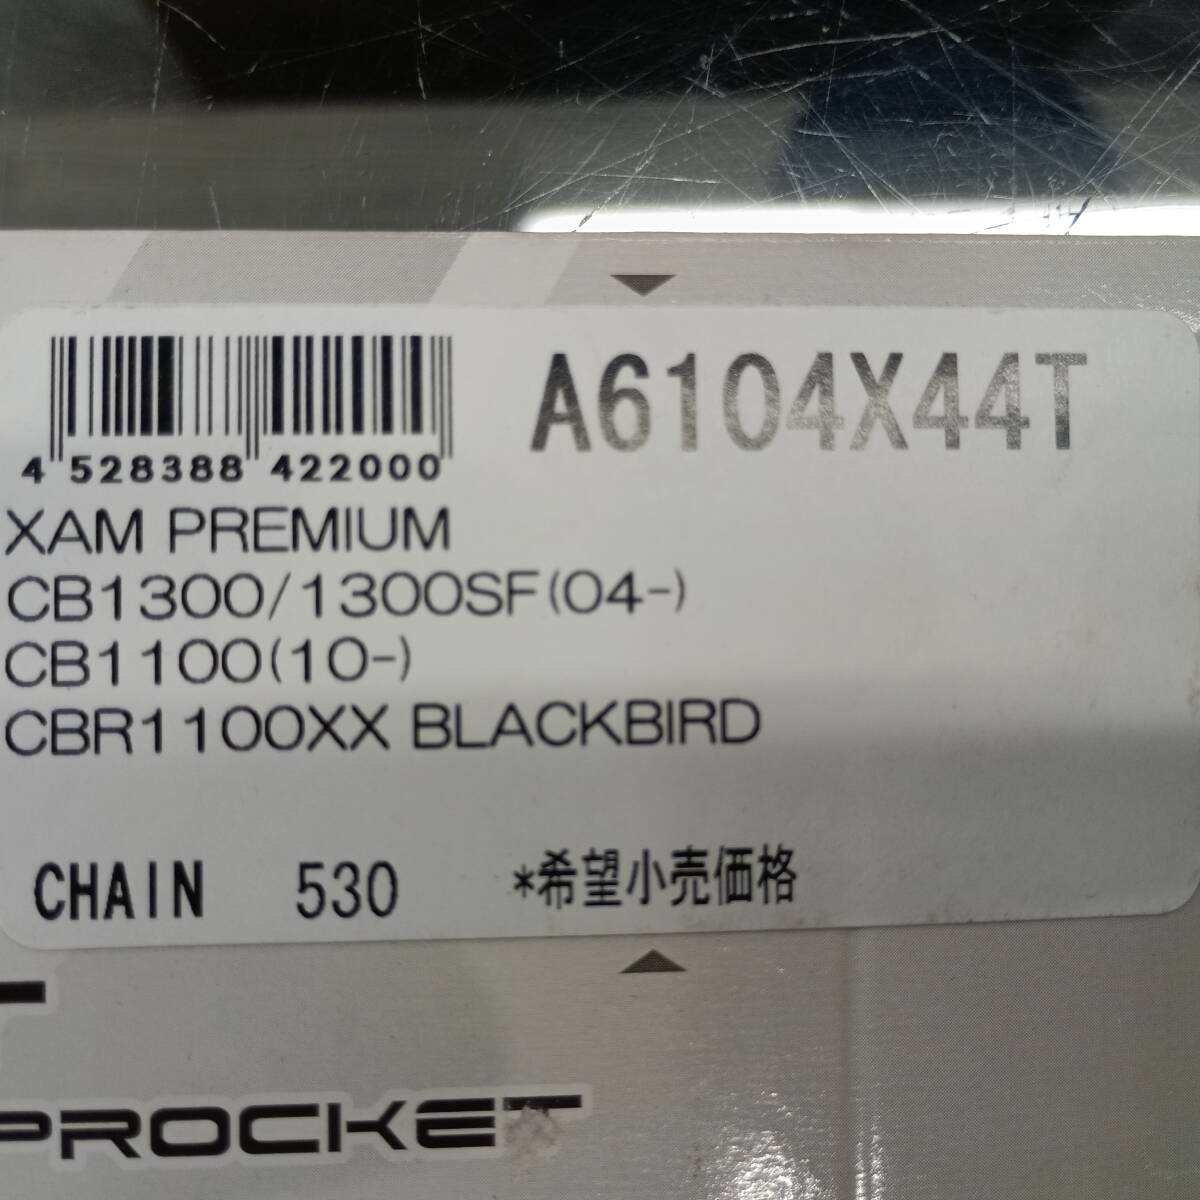 A6104X44T
4 528388 422000
XAM PREMIUM
CB1300/1300SF(04-)
CB1100(10-)
CBR1100XX BLACKBIRD
CHAIN 530 *希望小売価格
PROCKET